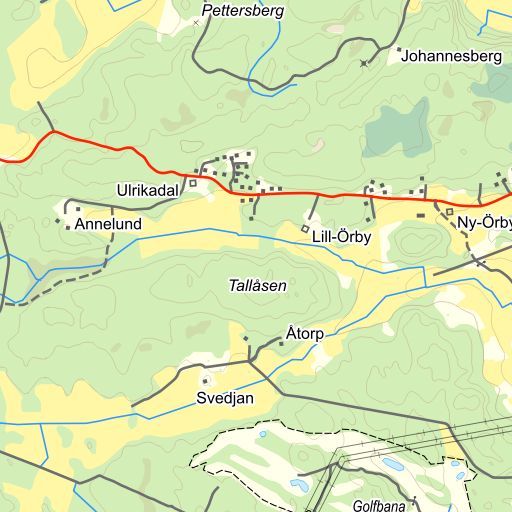 Pettersberg
Johannesberg
Ulrikadal
Annelund
Lill-Örby
Ny-Örby
Tallåsen
Åtorp
Svedjan
Golfbana